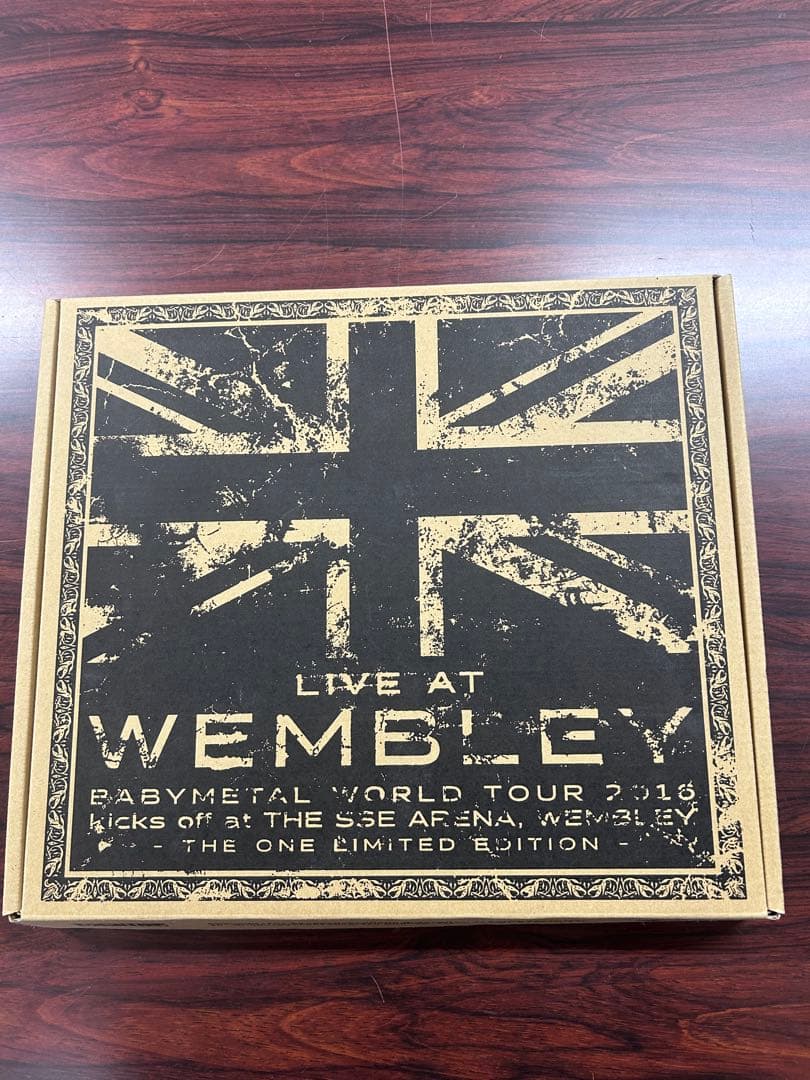 LIVE AT
WEMBLEY
BABYMETAL WORLD TOUR 2016
kicks off at THE SSE ARENA, WEMBLEY
- THE ONE LIMITED EDITION -